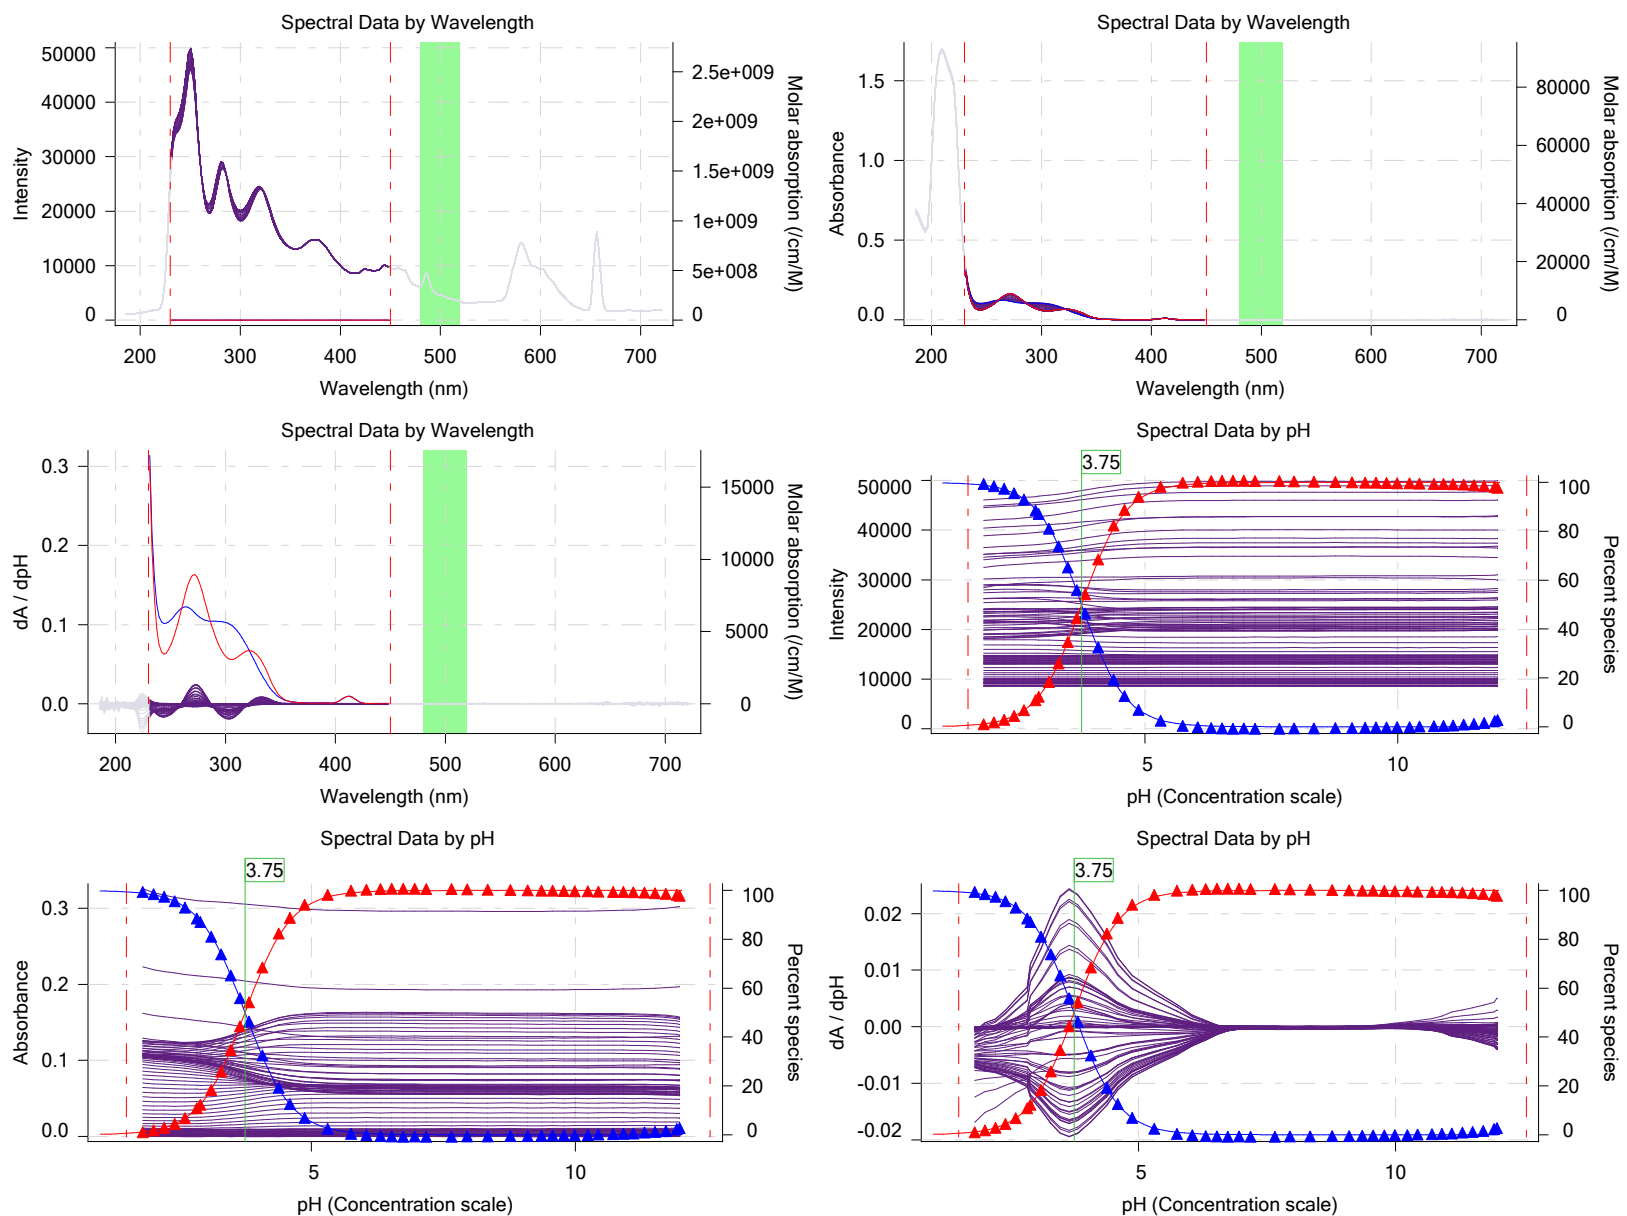 Spectral Data by Wavelength
50000
40000
30000
20000
10000
0
Intensity
2.5e+009
2e+009
1.5e+009
1e+009
5e+008
0
Molar absorption (/cm/M)
200 300 400 500 600 700
Wavelength (nm)
Spectral Data by Wavelength
1.5
1.0
0.5
0.0
Absorbance
80000
60000
40000
20000
0
Molar absorption (/cm/M)
200 300 400 500 600 700
Wavelength (nm)
Spectral Data by Wavelength
0.3
0.2
0.1
0.0
dA / dpH
15000
10000
5000
0
Molar absorption (/cm/M)
200 300 400 500 600 700
Wavelength (nm)
Spectral Data by pH
3.75
50000
40000
30000
20000
10000
0
Intensity
100
80
60
40
20
0
Percent species
5 10
pH (Concentration scale)
Spectral Data by pH
3.75
0.3
0.2
0.1
0.0
Absorbance
100
80
60
40
20
0
Percent species
5 10
pH (Concentration scale)
Spectral Data by pH
3.75
0.02
0.01
0.00
-0.01
-0.02
dA / dpH
100
80
60
40
20
0
Percent species
5 10
pH (Concentration scale)